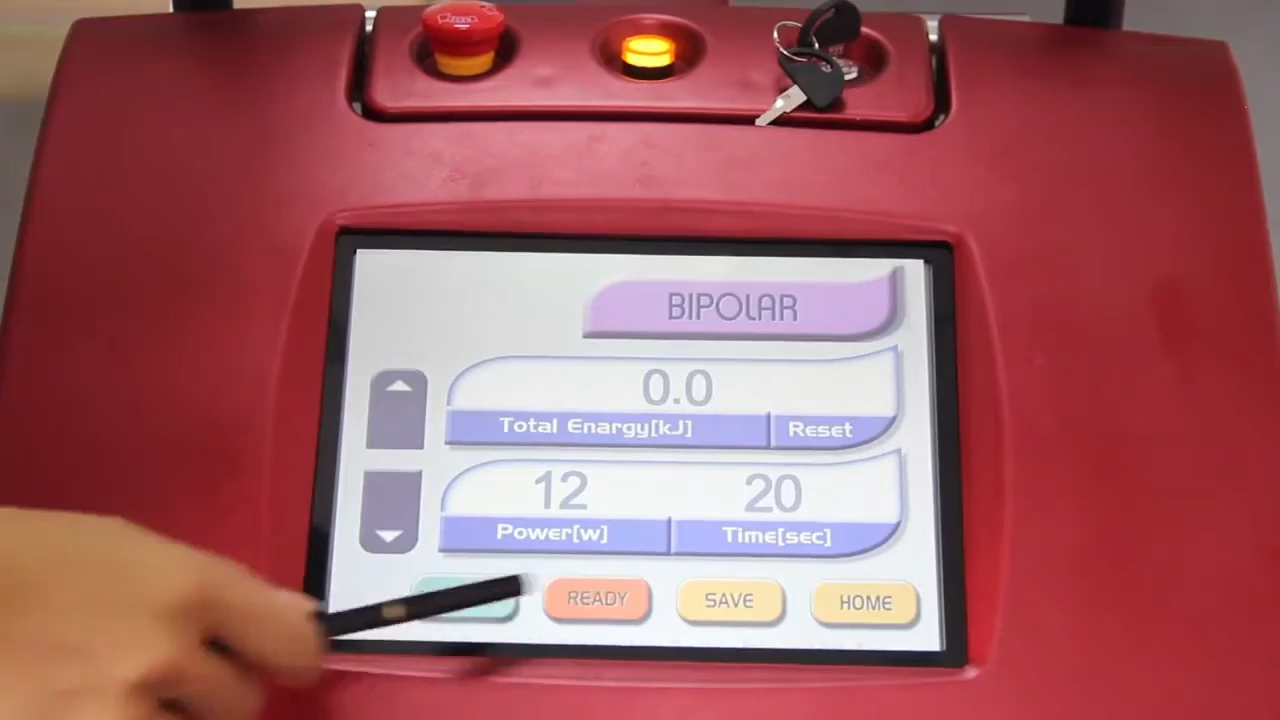 BIPOLAR
0.0
Total Enargy[kJ] Reset
12 20
Power[w] Time[sec]
READY SAVE HOME